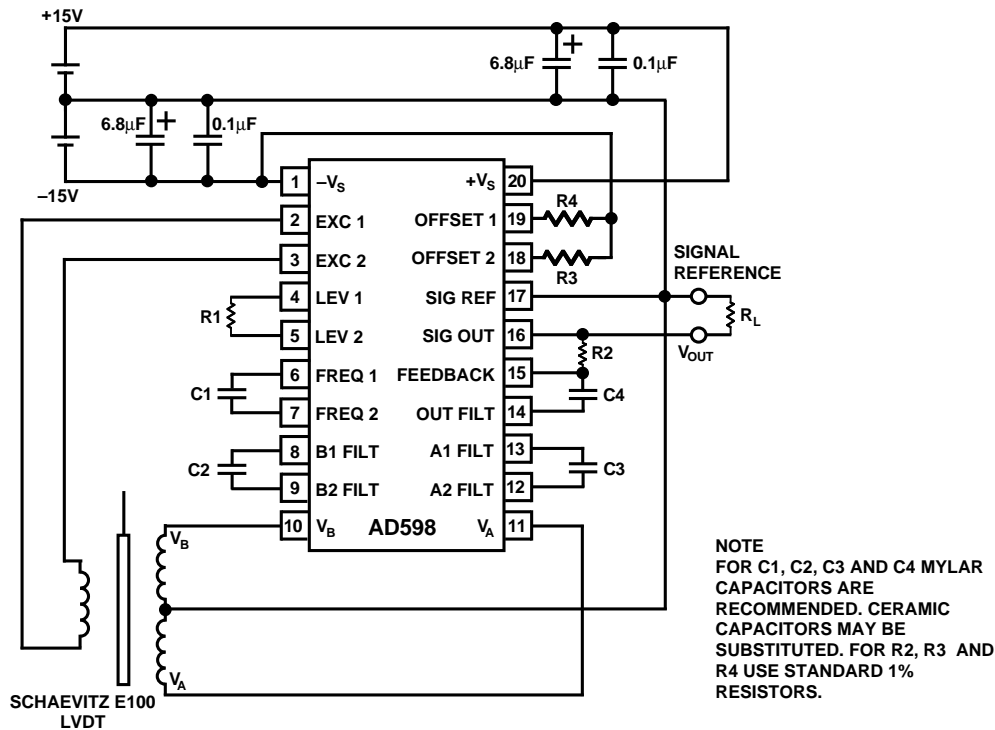 +15V
6.8μF
+
0.1μF
6.8μF
+
0.1μF
–15V
1 –VS
+VS 20
2 EXC 1
OFFSET 1 19
R4
3 EXC 2
OFFSET 2 18
R3
SIGNAL
REFERENCE
4 LEV 1
SIG REF 17
R1
RL
5 LEV 2
SIG OUT 16
R2
VOUT
6 FREQ 1
FEEDBACK 15
C1
C4
7 FREQ 2
OUT FILT 14
8 B1 FILT
A1 FILT 13
C2
C3
9 B2 FILT
A2 FILT 12
10 VB
AD598
VA 11
VB
VA
SCHAEVITZ E100
LVDT
NOTE
FOR C1, C2, C3 AND C4 MYLAR
CAPACITORS ARE
RECOMMENDED. CERAMIC
CAPACITORS MAY BE
SUBSTITUTED. FOR R2, R3 AND
R4 USE STANDARD 1%
RESISTORS.